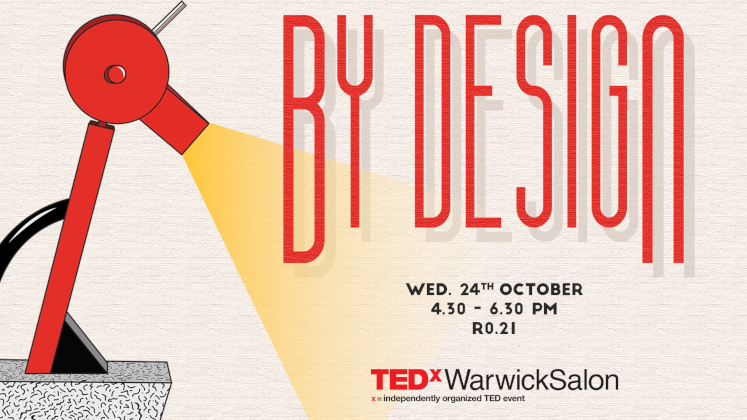 BY DESIGN
WED. 24TH OCTOBER
4.30 - 6.30 PM
R0.21
TEDxWarwickSalon
x = independently organized TED event